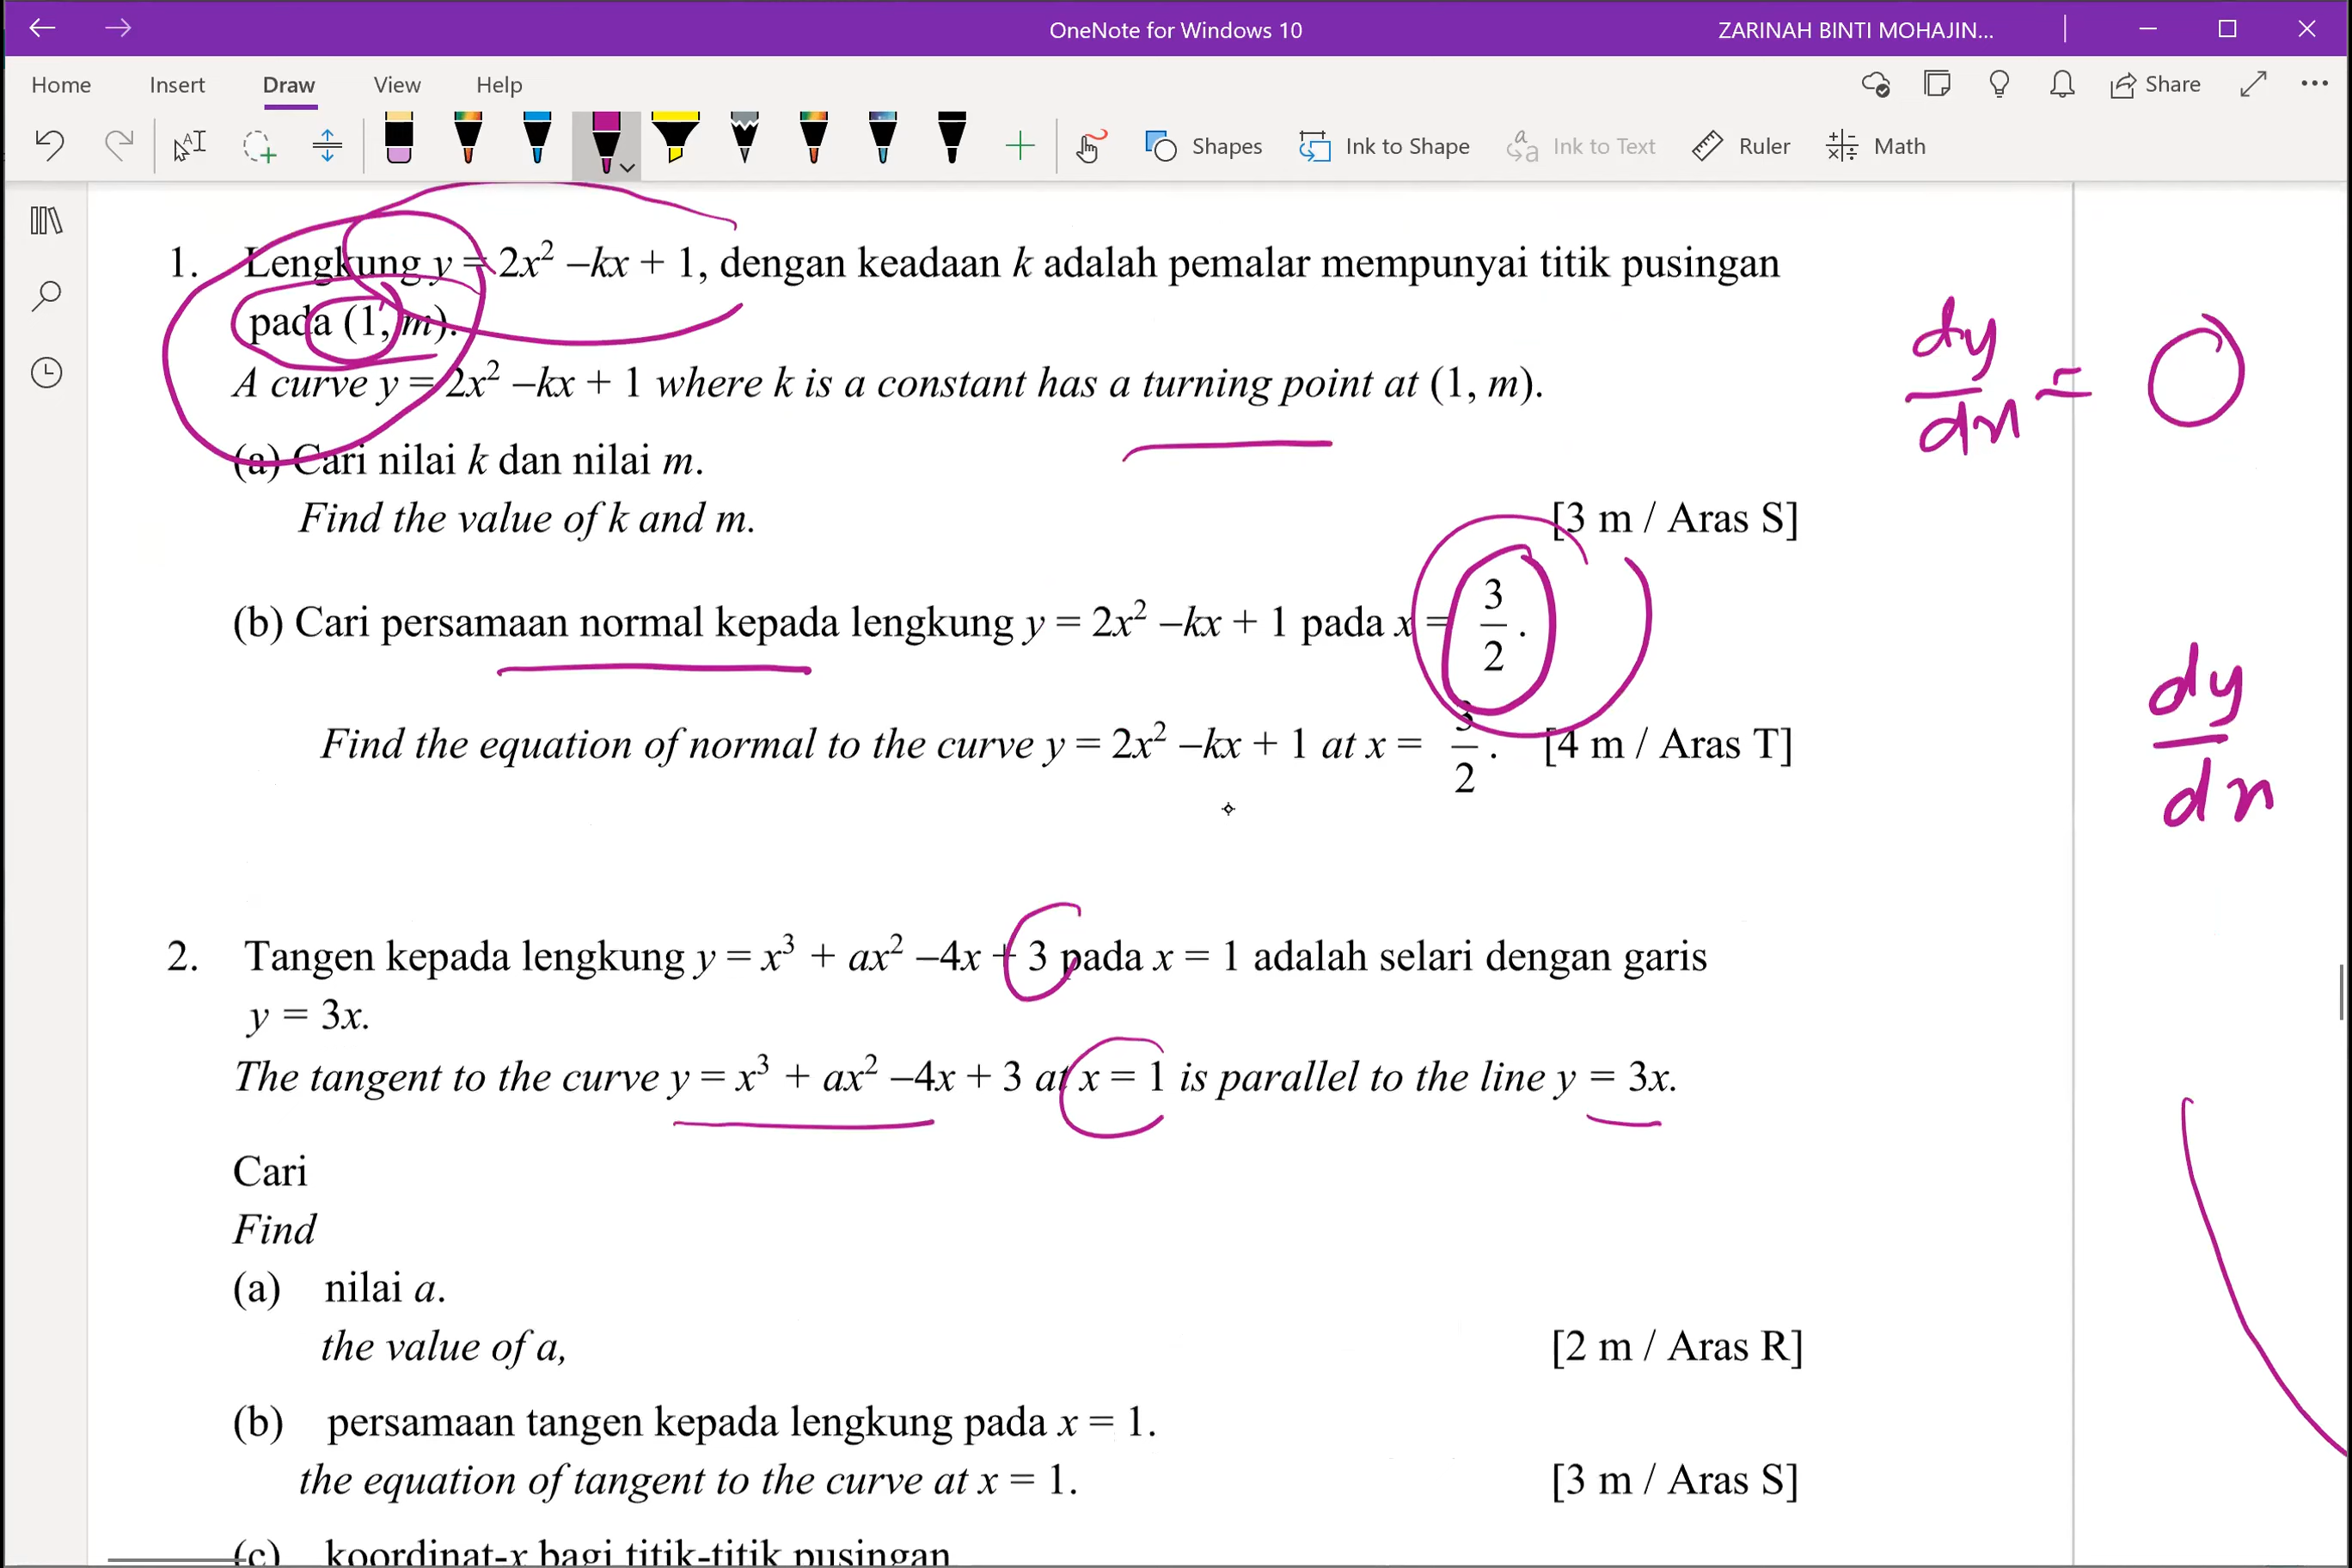 OneNote for Windows 10
ZARINAH BINTI MOHAJIN...
Home Insert Draw View Help
Share
Shapes Ink to Shape Ink to Text Ruler Math
1. Lengkung y = 2x² –kx + 1, dengan keadaan k adalah pemalar mempunyai titik pusingan
pada (1, m).
A curve y = 2x² –kx + 1 where k is a constant has a turning point at (1, m).
dy/dx = 0
(a) Cari nilai k dan nilai m.
Find the value of k and m. [3 m / Aras S]
(b) Cari persamaan normal kepada lengkung y = 2x² –kx + 1 pada x = 3/2.
dy/dx
Find the equation of normal to the curve y = 2x² –kx + 1 at x = 3/2. [4 m / Aras T]
2. Tangen kepada lengkung y = x³ + ax² –4x + 3 pada x = 1 adalah selari dengan garis
y = 3x.
The tangent to the curve y = x³ + ax² –4x + 3 at x = 1 is parallel to the line y = 3x.
Cari
Find
(a) nilai a.
the value of a, [2 m / Aras R]
(b) persamaan tangen kepada lengkung pada x = 1.
the equation of tangent to the curve at x = 1. [3 m / Aras S]
(c) koordinat-x bagi titik-titik pusingan